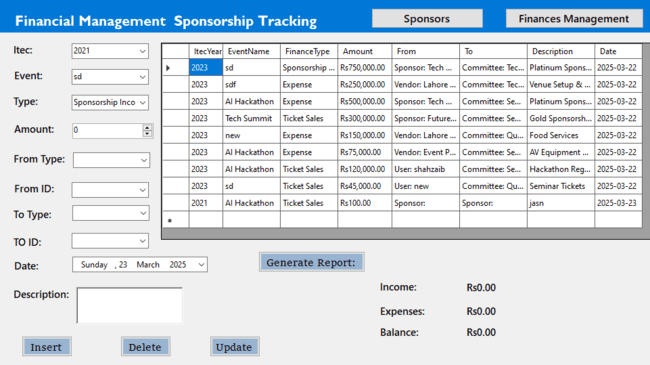 Financial Management Sponsorship Tracking
Sponsors
Finances Management
Itec:
2021
Event:
sd
Type:
Sponsorship Inco
Amount:
0
From Type:
From ID:
To Type:
TO ID:
Date:
Sunday , 23 March 2025
Description:
Insert
Delete
Update
ItecYear EventName FinanceType Amount From To Description Date
2023 sd Sponsorship ... Rs750,000.00 Sponsor: Tech ... Committee: Tec... Platinum Spons... 2025-03-22
2023 sdf Expense Rs250,000.00 Vendor: Lahore ... Committee: Tec... Venue Setup & ... 2025-03-22
2023 AI Hackathon Expense Rs500,000.00 Sponsor: Tech ... Committee: Se... Platinum Spons... 2025-03-22
2023 Tech Summit Ticket Sales Rs300,000.00 Sponsor: Future... Committee: Se... Gold Sponsorsh... 2025-03-22
2023 new Expense Rs150,000.00 Vendor: Lahore ... Committee: Qu... Food Services 2025-03-22
2023 AI Hackathon Expense Rs75,000.00 Vendor: Event P... Committee: Se... AV Equipment ... 2025-03-22
2023 AI Hackathon Ticket Sales Rs120,000.00 User: shahzaib Committee: Se... Hackathon Reg... 2025-03-22
2023 sd Ticket Sales Rs45,000.00 User: new Committee: Qu... Seminar Tickets 2025-03-22
2021 AI Hackathon Ticket Sales Rs100.00 Sponsor: Sponsor: jasn 2025-03-23
Generate Report:
Income: Rs0.00
Expenses: Rs0.00
Balance: Rs0.00